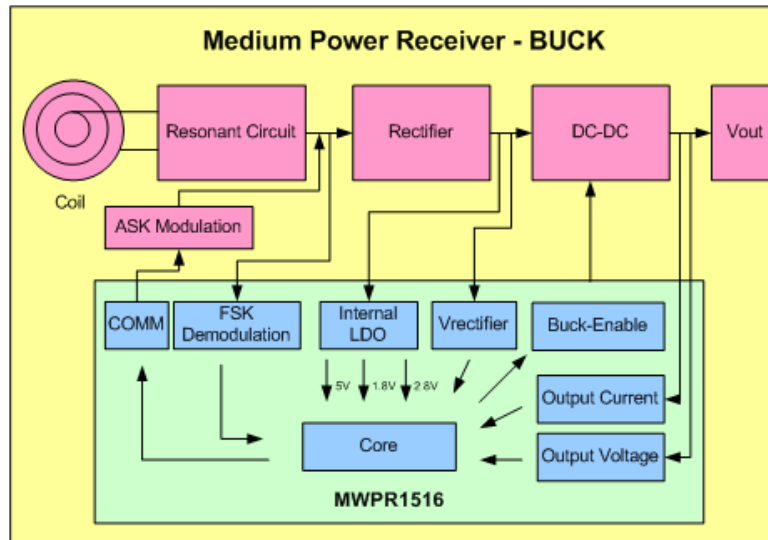 Medium Power Receiver - BUCK
Resonant Circuit
Rectifier
DC-DC
Vout
Coil
ASK Modulation
COMM
FSK
Demodulation
Internal
LDO
Vrectifier
Buck-Enable
5V
1.8V
2.8V
Output Current
Core
Output Voltage
MWPR1516